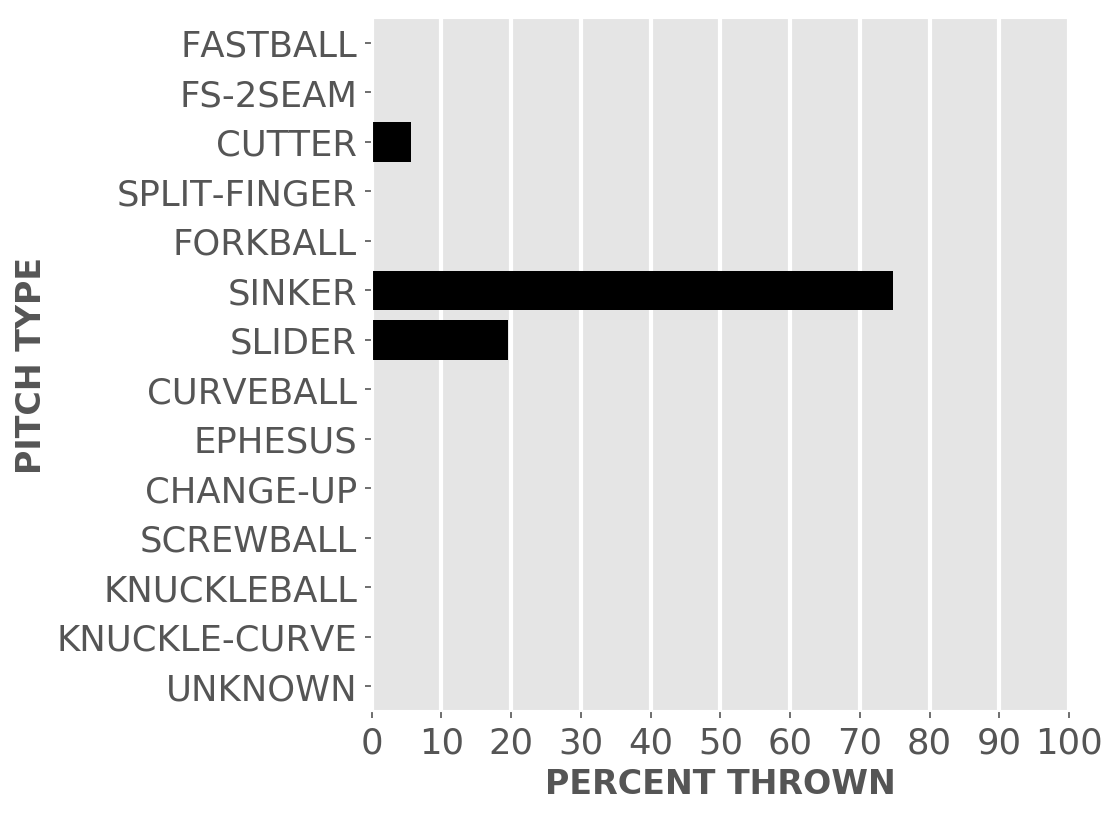 FASTBALL
FS-2SEAM
CUTTER
SPLIT-FINGER
FORKBALL
SINKER
SLIDER
CURVEBALL
EPHESUS
CHANGE-UP
SCREWBALL
KNUCKLEBALL
KNUCKLE-CURVE
UNKNOWN
PITCH TYPE
0 10 20 30 40 50 60 70 80 90 100
PERCENT THROWN